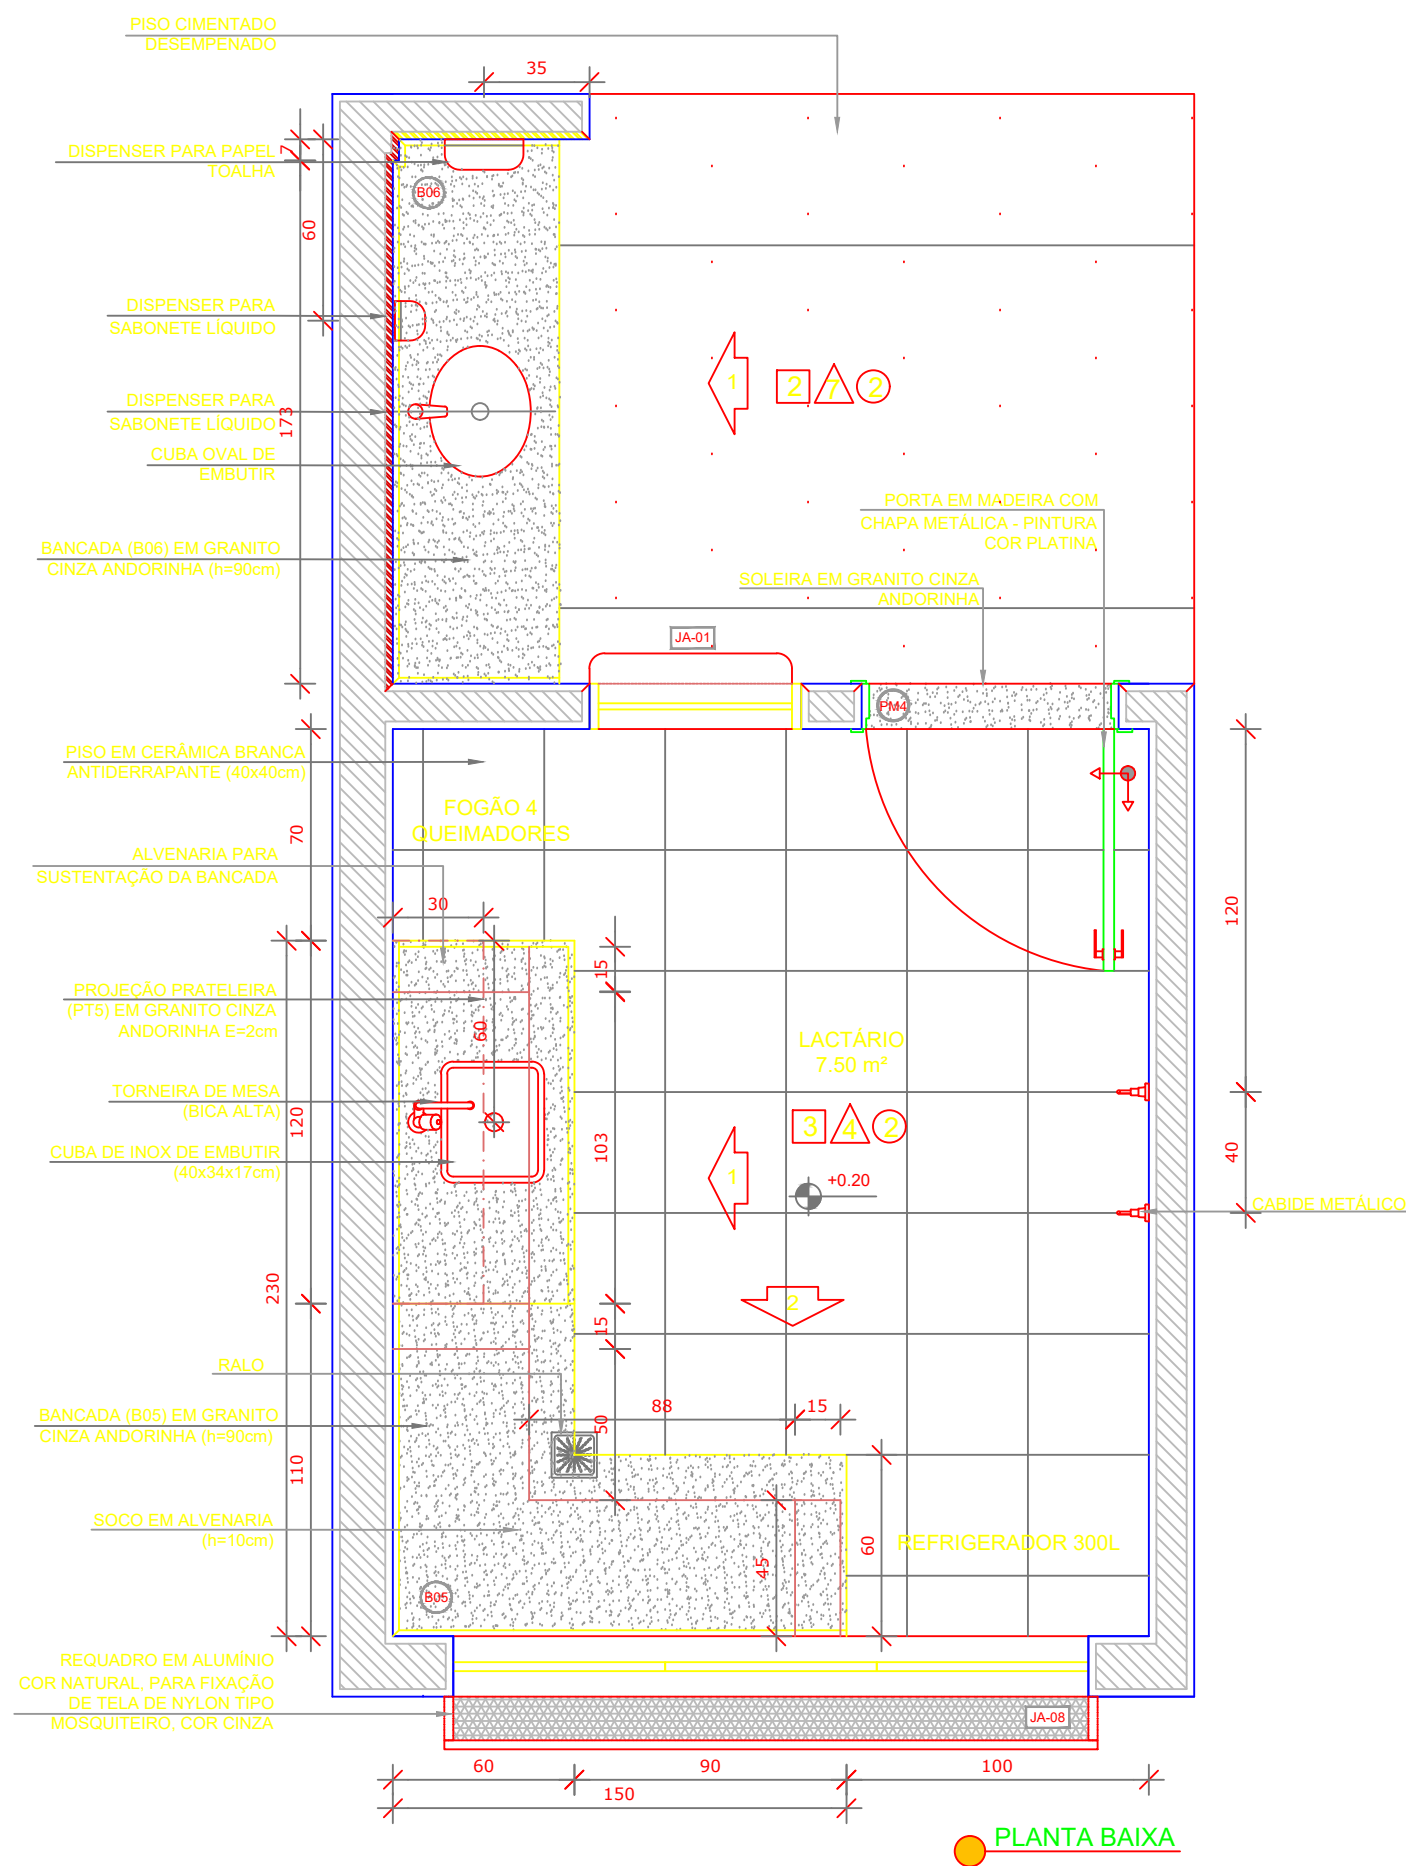 PISO CIMENTADO
DESEMPENADO
35
7
DISPENSER PARA PAPEL
TOALHA
B06
60
DISPENSER PARA
SABONETE LÍQUIDO
1
2
7
2
DISPENSER PARA
SABONETE LÍQUIDO
173
CUBA OVAL DE
EMBUTIR
PORTA EM MADEIRA COM
CHAPA METÁLICA - PINTURA
COR PLATINA
BANCADA (B06) EM GRANITO
CINZA ANDORINHA (h=90cm)
SOLEIRA EM GRANITO CINZA
ANDORINHA
JA-01
PM4
PISO EM CERÂMICA BRANCA
ANTIDERRAPANTE (40x40cm)
FOGÃO 4
QUEIMADORES
70
ALVENARIA PARA
SUSTENTAÇÃO DA BANCADA
30
120
15
PROJEÇÃO PRATELEIRA
(PT5) EM GRANITO CINZA
ANDORINHA E=2cm
60
LACTÁRIO
7.50 m²
TORNEIRA DE MESA
(BICA ALTA)
120
3
4
2
103
40
CUBA DE INOX DE EMBUTIR
(40x34x17cm)
1
+0.20
CABIDE METÁLICO
230
2
15
RALO
88
15
50
BANCADA (B05) EM GRANITO
CINZA ANDORINHA (h=90cm)
110
SOCO EM ALVENARIA
(h=10cm)
60
REFRIGERADOR 300L
45
B05
REQUADRO EM ALUMÍNIO
COR NATURAL, PARA FIXAÇÃO
DE TELA DE NYLON TIPO
MOSQUITEIRO, COR CINZA
JA-08
60
90
100
150
PLANTA BAIXA